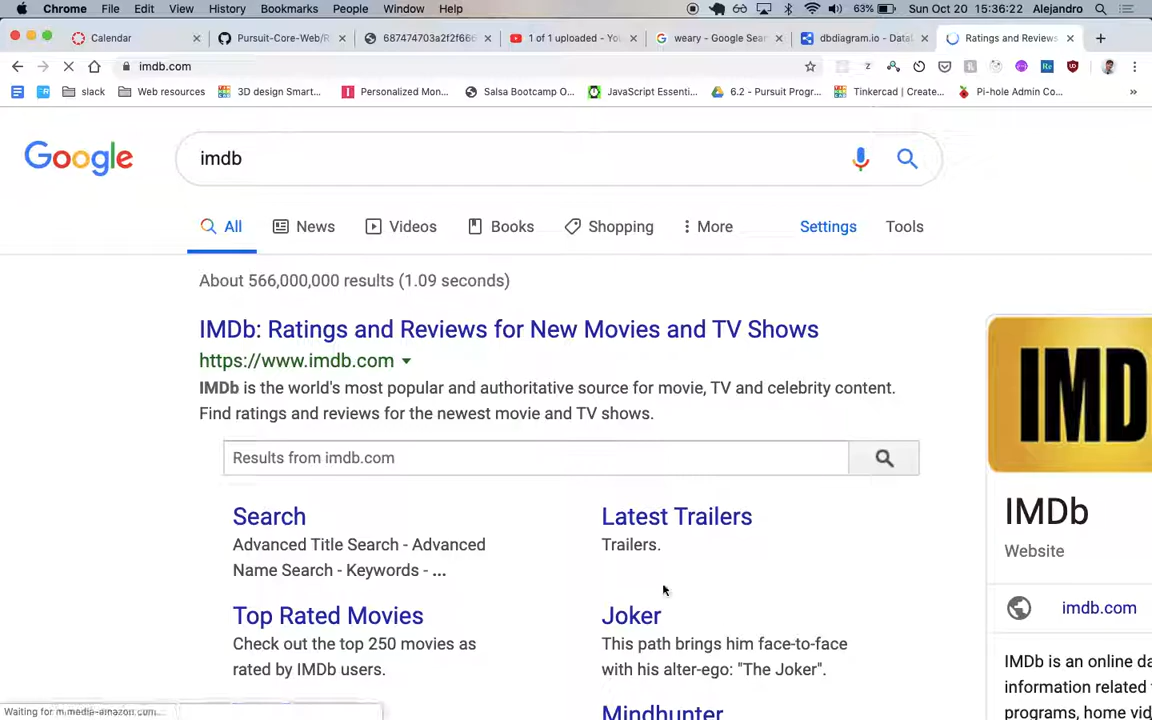 Chrome File Edit View History Bookmarks People Window Help 63% Sun Oct 20 15:36:22 Alejandro
Calendar Pursuit-Core-Web/R 687474703a2f2f666 1 of 1 uploaded - You weary - Google Sear dbdiagram.io - Datab Ratings and Reviews
imdb.com
slack Web resources 3D design Smart... Personalized Mon... Salsa Bootcamp O... JavaScript Essenti... 6.2 - Pursuit Progr... Tinkercad | Create... Pi-hole Admin Co... »
Google imdb
All News Videos Books Shopping More Settings Tools
About 566,000,000 results (1.09 seconds)
IMDb: Ratings and Reviews for New Movies and TV Shows
https://www.imdb.com
IMDb is the world's most popular and authoritative source for movie, TV and celebrity content.
Find ratings and reviews for the newest movie and TV shows.
Results from imdb.com
Search
Advanced Title Search - Advanced
Name Search - Keywords - ...
Latest Trailers
Trailers.
Top Rated Movies
Check out the top 250 movies as
rated by IMDb users.
Joker
This path brings him face-to-face
with his alter-ego: "The Joker".
Mindhunter
IMD
IMDb
Website
imdb.com
IMDb is an online da
information related
programs, home vid
Waiting for m.media-amazon.com...